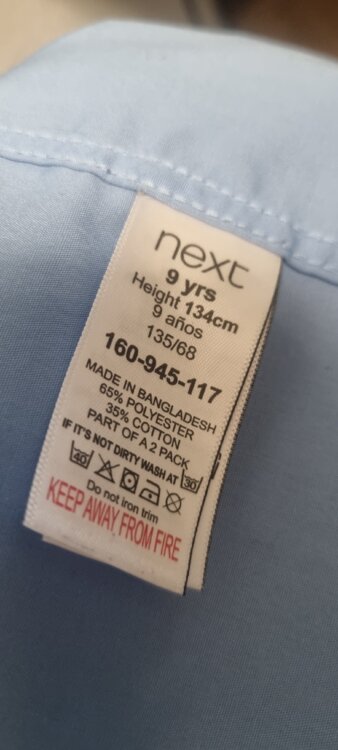 next
9 yrs
Height 134cm
9 años
135/68
160-945-117
MADE IN BANGLADESH
65% POLYESTER
35% COTTON
PART OF A 2 PACK
IF IT'S NOT DIRTY WASH AT 30
40
Do not iron trim
KEEP AWAY FROM FIRE